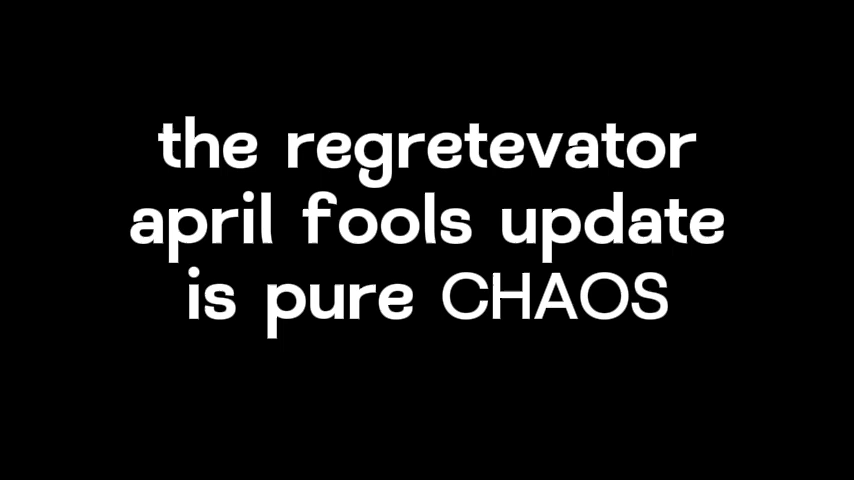 the regretevator
april fools update
is pure CHAOS